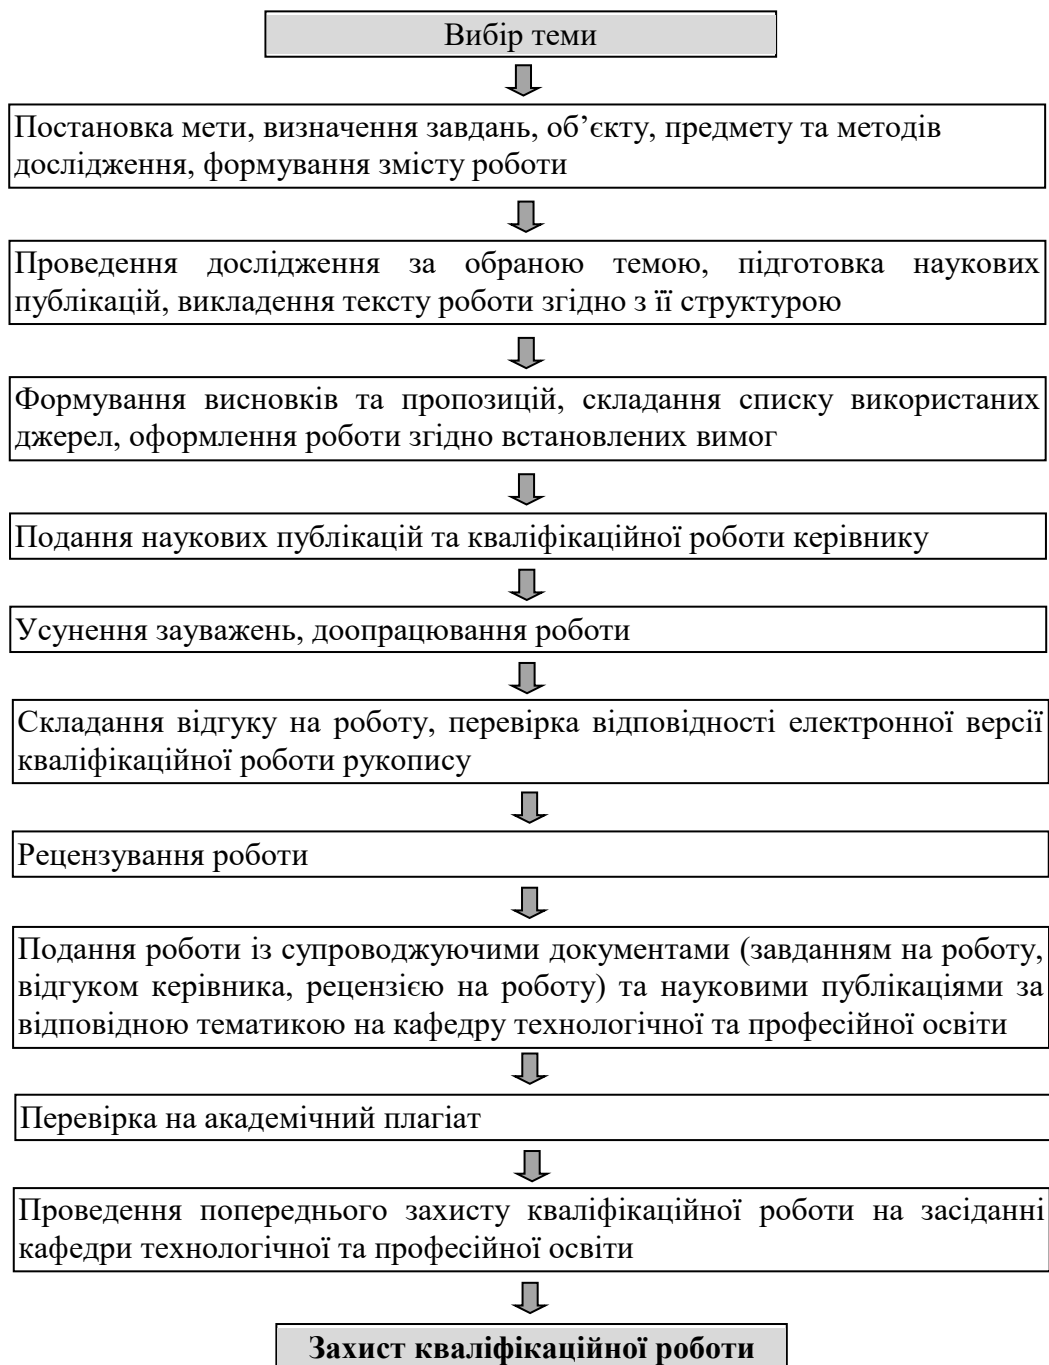 Вибір теми
Постановка мети, визначення завдань, об’єкту, предмету та методів
дослідження, формування змісту роботи
Проведення дослідження за обраною темою, підготовка наукових
публікацій, викладення тексту роботи згідно з її структурою
Формування висновків та пропозицій, складання списку використаних
джерел, оформлення роботи згідно встановлених вимог
Подання наукових публікацій та кваліфікаційної роботи керівнику
Усунення зауважень, доопрацювання роботи
Складання відгуку на роботу, перевірка відповідності електронної версії
кваліфікаційної роботи рукопису
Рецензування роботи
Подання роботи із супроводжуючими документами (завданням на роботу,
відгуком керівника, рецензією на роботу) та науковими публікаціями за
відповідною тематикою на кафедру технологічної та професійної освіти
Перевірка на академічний плагіат
Проведення попереднього захисту кваліфікаційної роботи на засіданні
кафедри технологічної та професійної освіти
Захист кваліфікаційної роботи